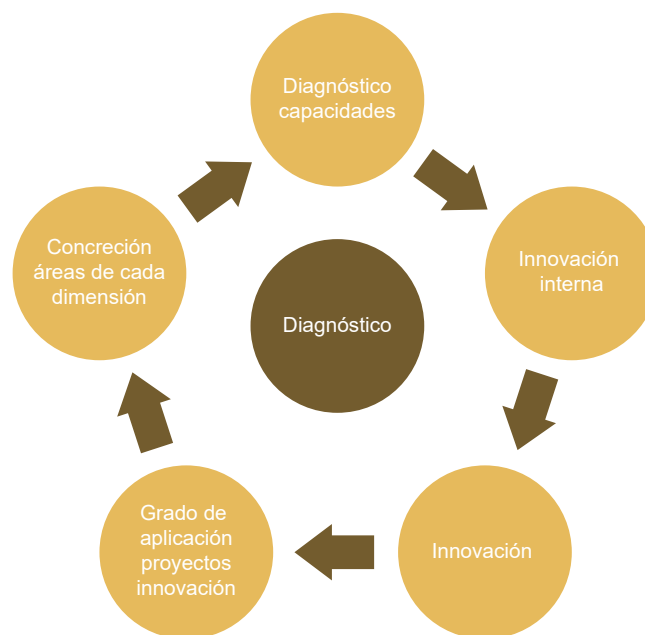 Diagnóstico
capacidades
Innovación
interna
Innovación
Grado de
aplicación
proyectos
innovación
Concreción
áreas de cada
dimensión
Diagnóstico